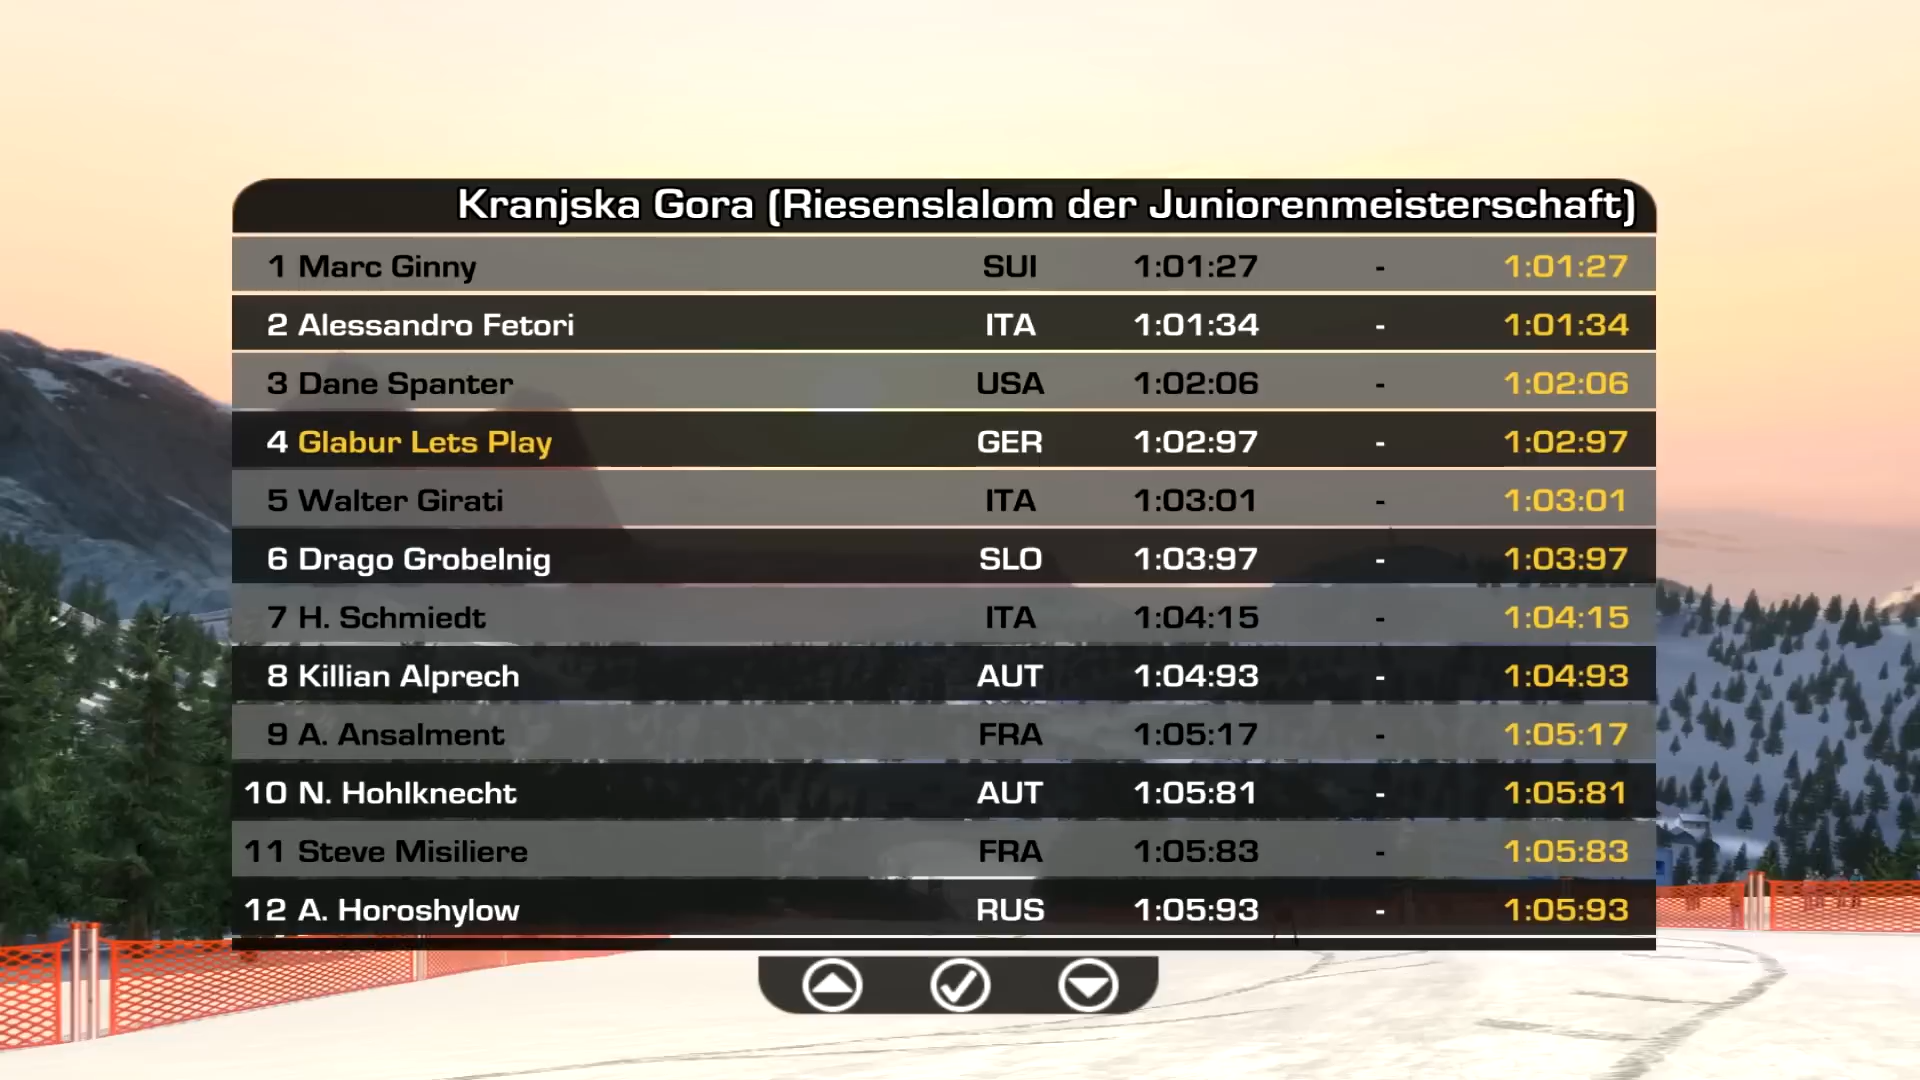 Kranjska Gora (Riesenslalom der Juniorenmeisterschaft)
1 Marc Ginny SUI 1:01:27 - 1:01:27
2 Alessandro Fetori ITA 1:01:34 - 1:01:34
3 Dane Spanter USA 1:02:06 - 1:02:06
4 Glabur Lets Play GER 1:02:97 - 1:02:97
5 Walter Girati ITA 1:03:01 - 1:03:01
6 Drago Grobelnig SLO 1:03:97 - 1:03:97
7 H. Schmiedt ITA 1:04:15 - 1:04:15
8 Killian Alprech AUT 1:04:93 - 1:04:93
9 A. Ansalment FRA 1:05:17 - 1:05:17
10 N. Hohlknecht AUT 1:05:81 - 1:05:81
11 Steve Misiliere FRA 1:05:83 - 1:05:83
12 A. Horoshylow RUS 1:05:93 - 1:05:93